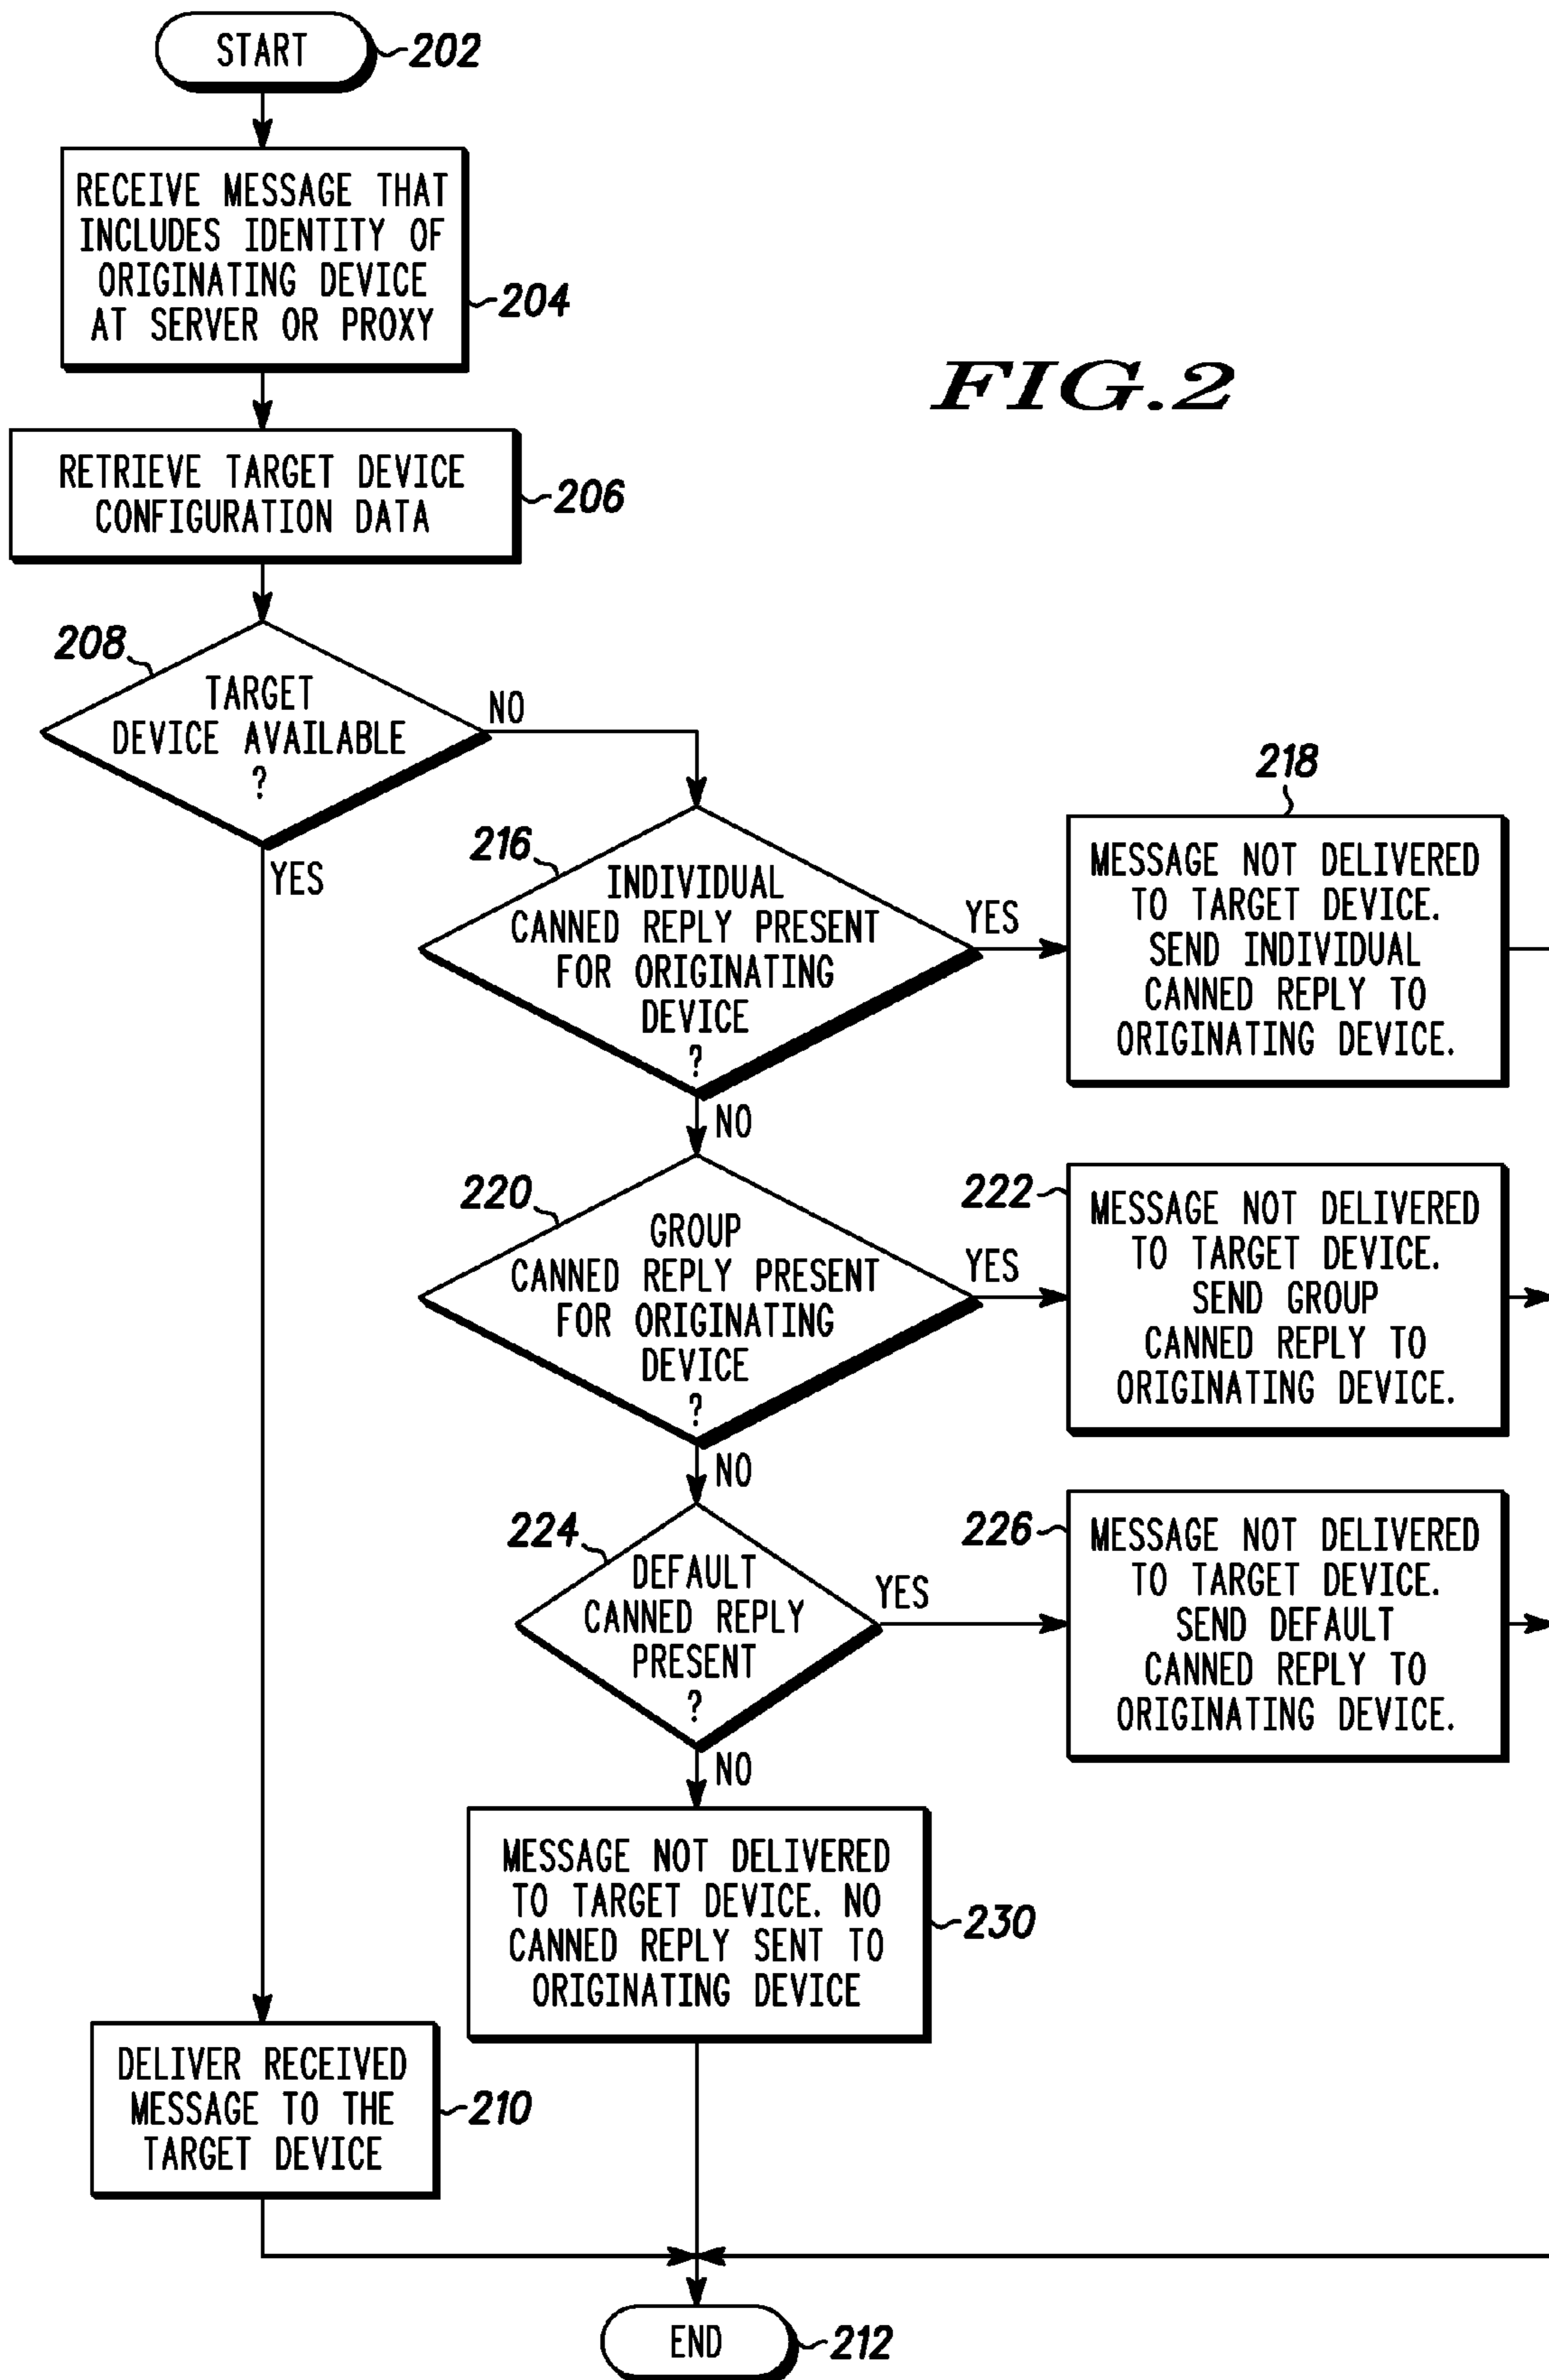 START
202
RECEIVE MESSAGE THAT
INCLUDES IDENTITY OF
ORIGINATING DEVICE
AT SERVER OR PROXY
204
FIG.2
RETRIEVE TARGET DEVICE
CONFIGURATION DATA
206
208
TARGET
DEVICE AVAILABLE
?
NO
YES
216
INDIVIDUAL
CANNED REPLY PRESENT
FOR ORIGINATING
DEVICE
?
YES
NO
218
MESSAGE NOT DELIVERED
TO TARGET DEVICE.
SEND INDIVIDUAL
CANNED REPLY TO
ORIGINATING DEVICE.
220
GROUP
CANNED REPLY PRESENT
FOR ORIGINATING
DEVICE
?
YES
NO
222
MESSAGE NOT DELIVERED
TO TARGET DEVICE.
SEND GROUP
CANNED REPLY TO
ORIGINATING DEVICE.
224
DEFAULT
CANNED REPLY
PRESENT
?
YES
NO
226
MESSAGE NOT DELIVERED
TO TARGET DEVICE.
SEND DEFAULT
CANNED REPLY TO
ORIGINATING DEVICE.
MESSAGE NOT DELIVERED
TO TARGET DEVICE. NO
CANNED REPLY SENT TO
ORIGINATING DEVICE
230
DELIVER RECEIVED
MESSAGE TO THE
TARGET DEVICE
210
END
212